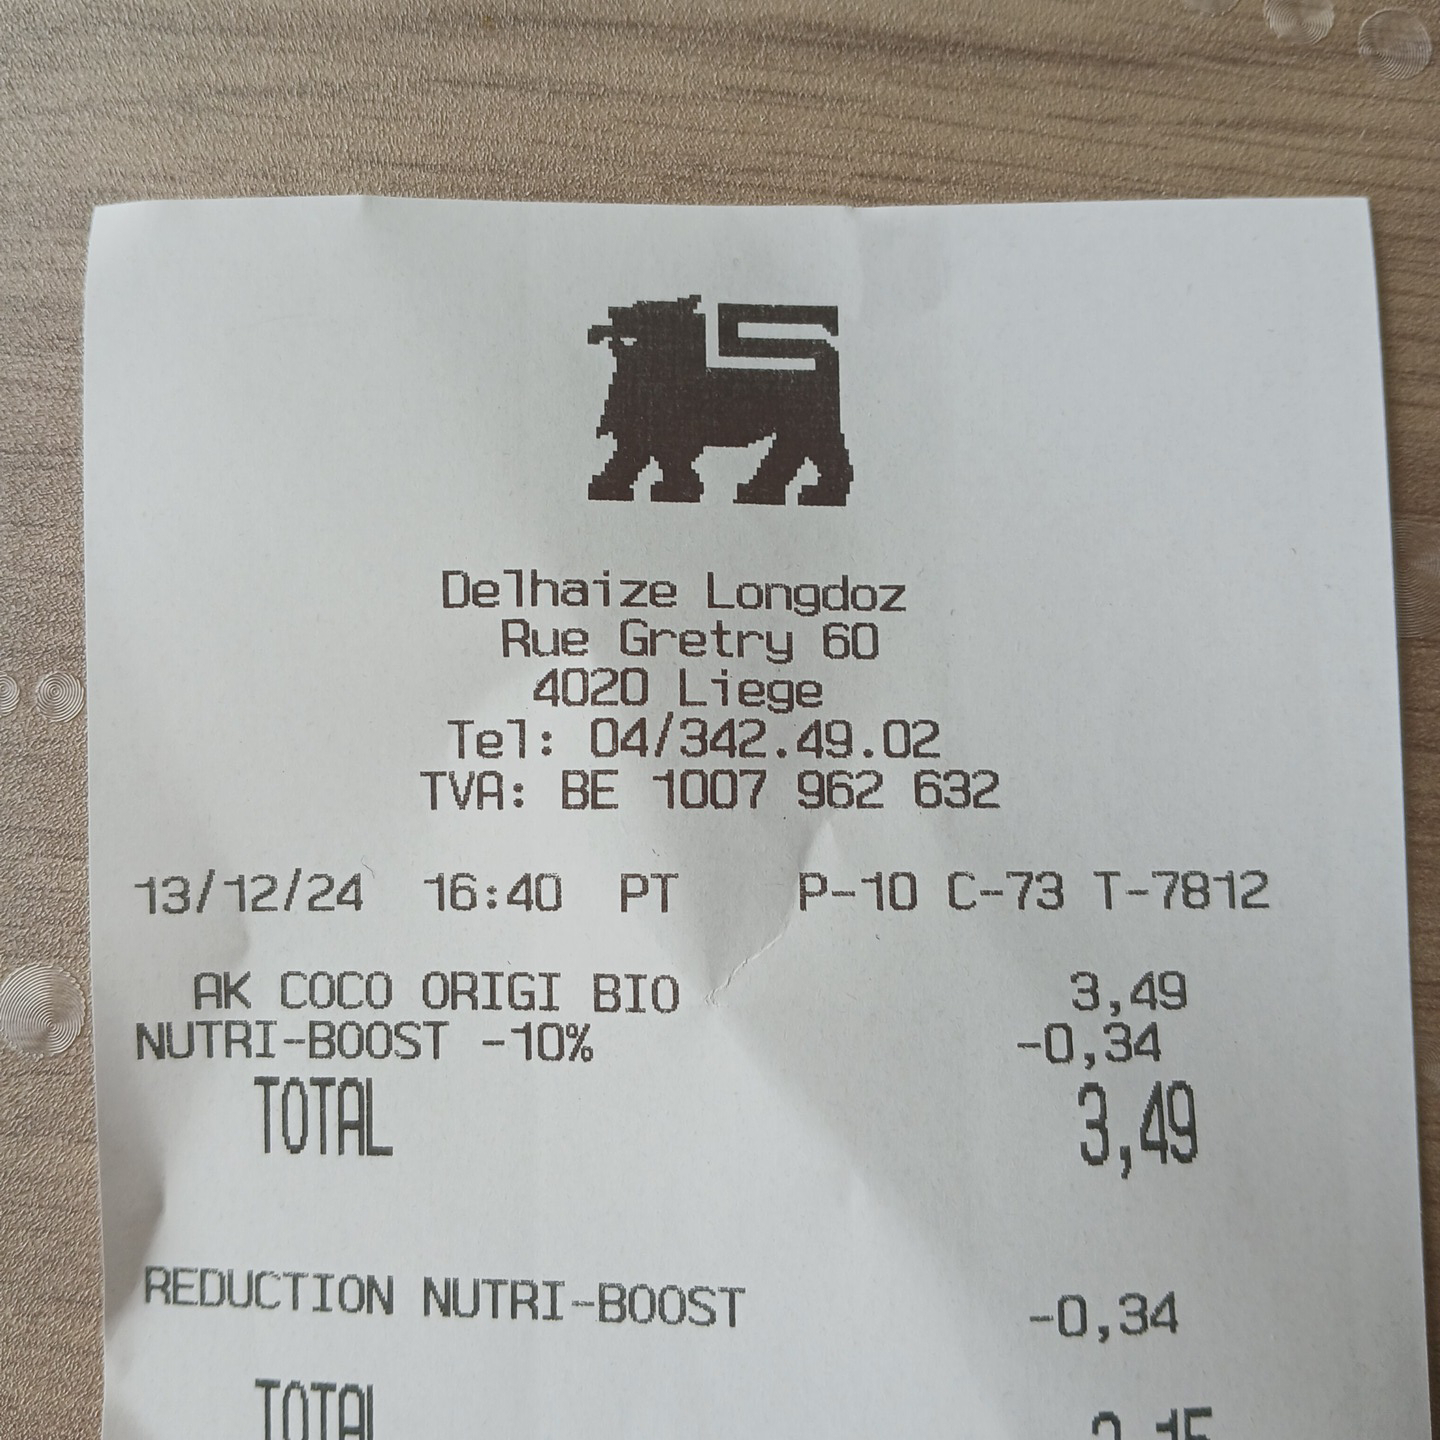 Delhaize Longdoz
Rue Gretry 60
4020 Liege
Tel: 04/342.49.02
TVA: BE 1007 962 632
13/12/24 16:40 PT P-10 C-73 T-7812
AK COCO ORIGI BIO 3,49
NUTRI-BOOST -10% -0,34
TOTAL 3,49
REDUCTION NUTRI-BOOST -0,34
TOTAL 3,15